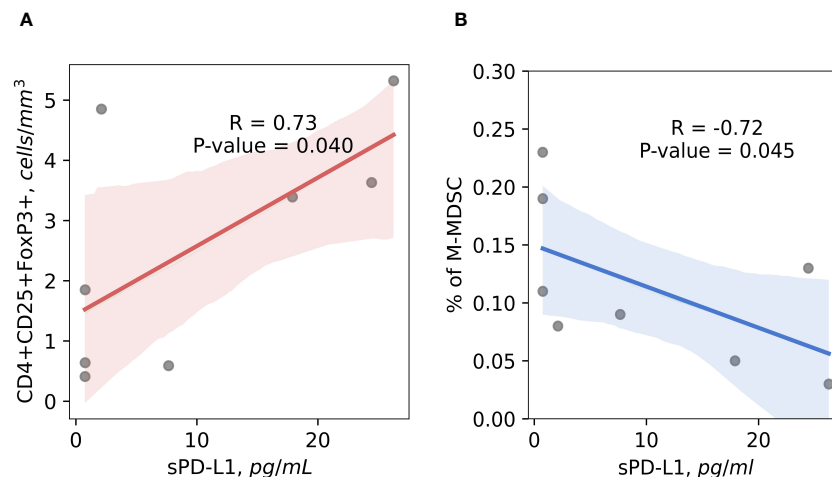 A
B
R = 0.73
P-value = 0.040
CD4+CD25+FoxP3+, cells/mm³
5
4
3
2
1
0
0
10
20
sPD-L1, pg/mL
R = -0.72
P-value = 0.045
% of M-MDSC
0.30
0.25
0.20
0.15
0.10
0.05
0.00
0
10
20
sPD-L1, pg/ml